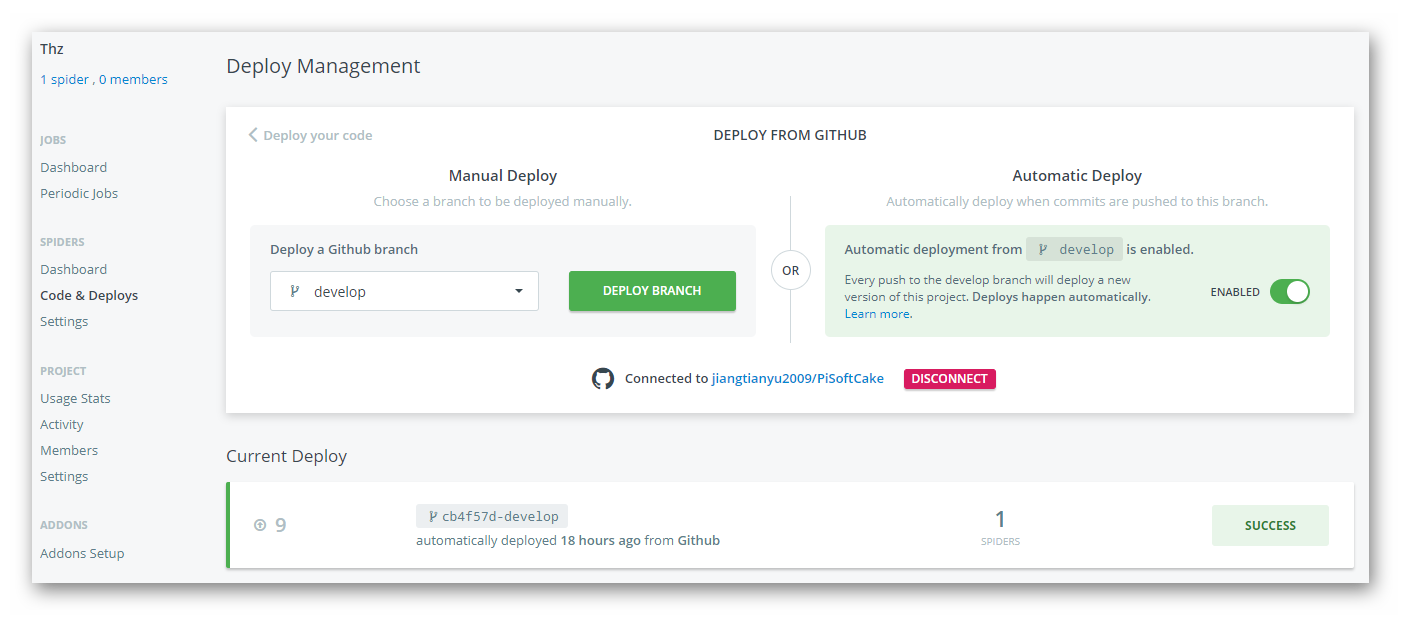 Thz
1 spider , 0 members
JOBS
Dashboard
Periodic Jobs
SPIDERS
Dashboard
Code & Deploys
Settings
PROJECT
Usage Stats
Activity
Members
Settings
ADDONS
Addons Setup
Deploy Management
Deploy your code
DEPLOY FROM GITHUB
Manual Deploy
Choose a branch to be deployed manually.
Deploy a Github branch
develop
DEPLOY BRANCH
OR
Automatic Deploy
Automatically deploy when commits are pushed to this branch.
Automatic deployment from develop is enabled.
Every push to the develop branch will deploy a new
version of this project. Deploys happen automatically.
Learn more.
ENABLED
Connected to jiangtianyu2009/PiSoftCake
DISCONNECT
Current Deploy
9
cb4f57d-develop
automatically deployed 18 hours ago from Github
1
SPIDERS
SUCCESS